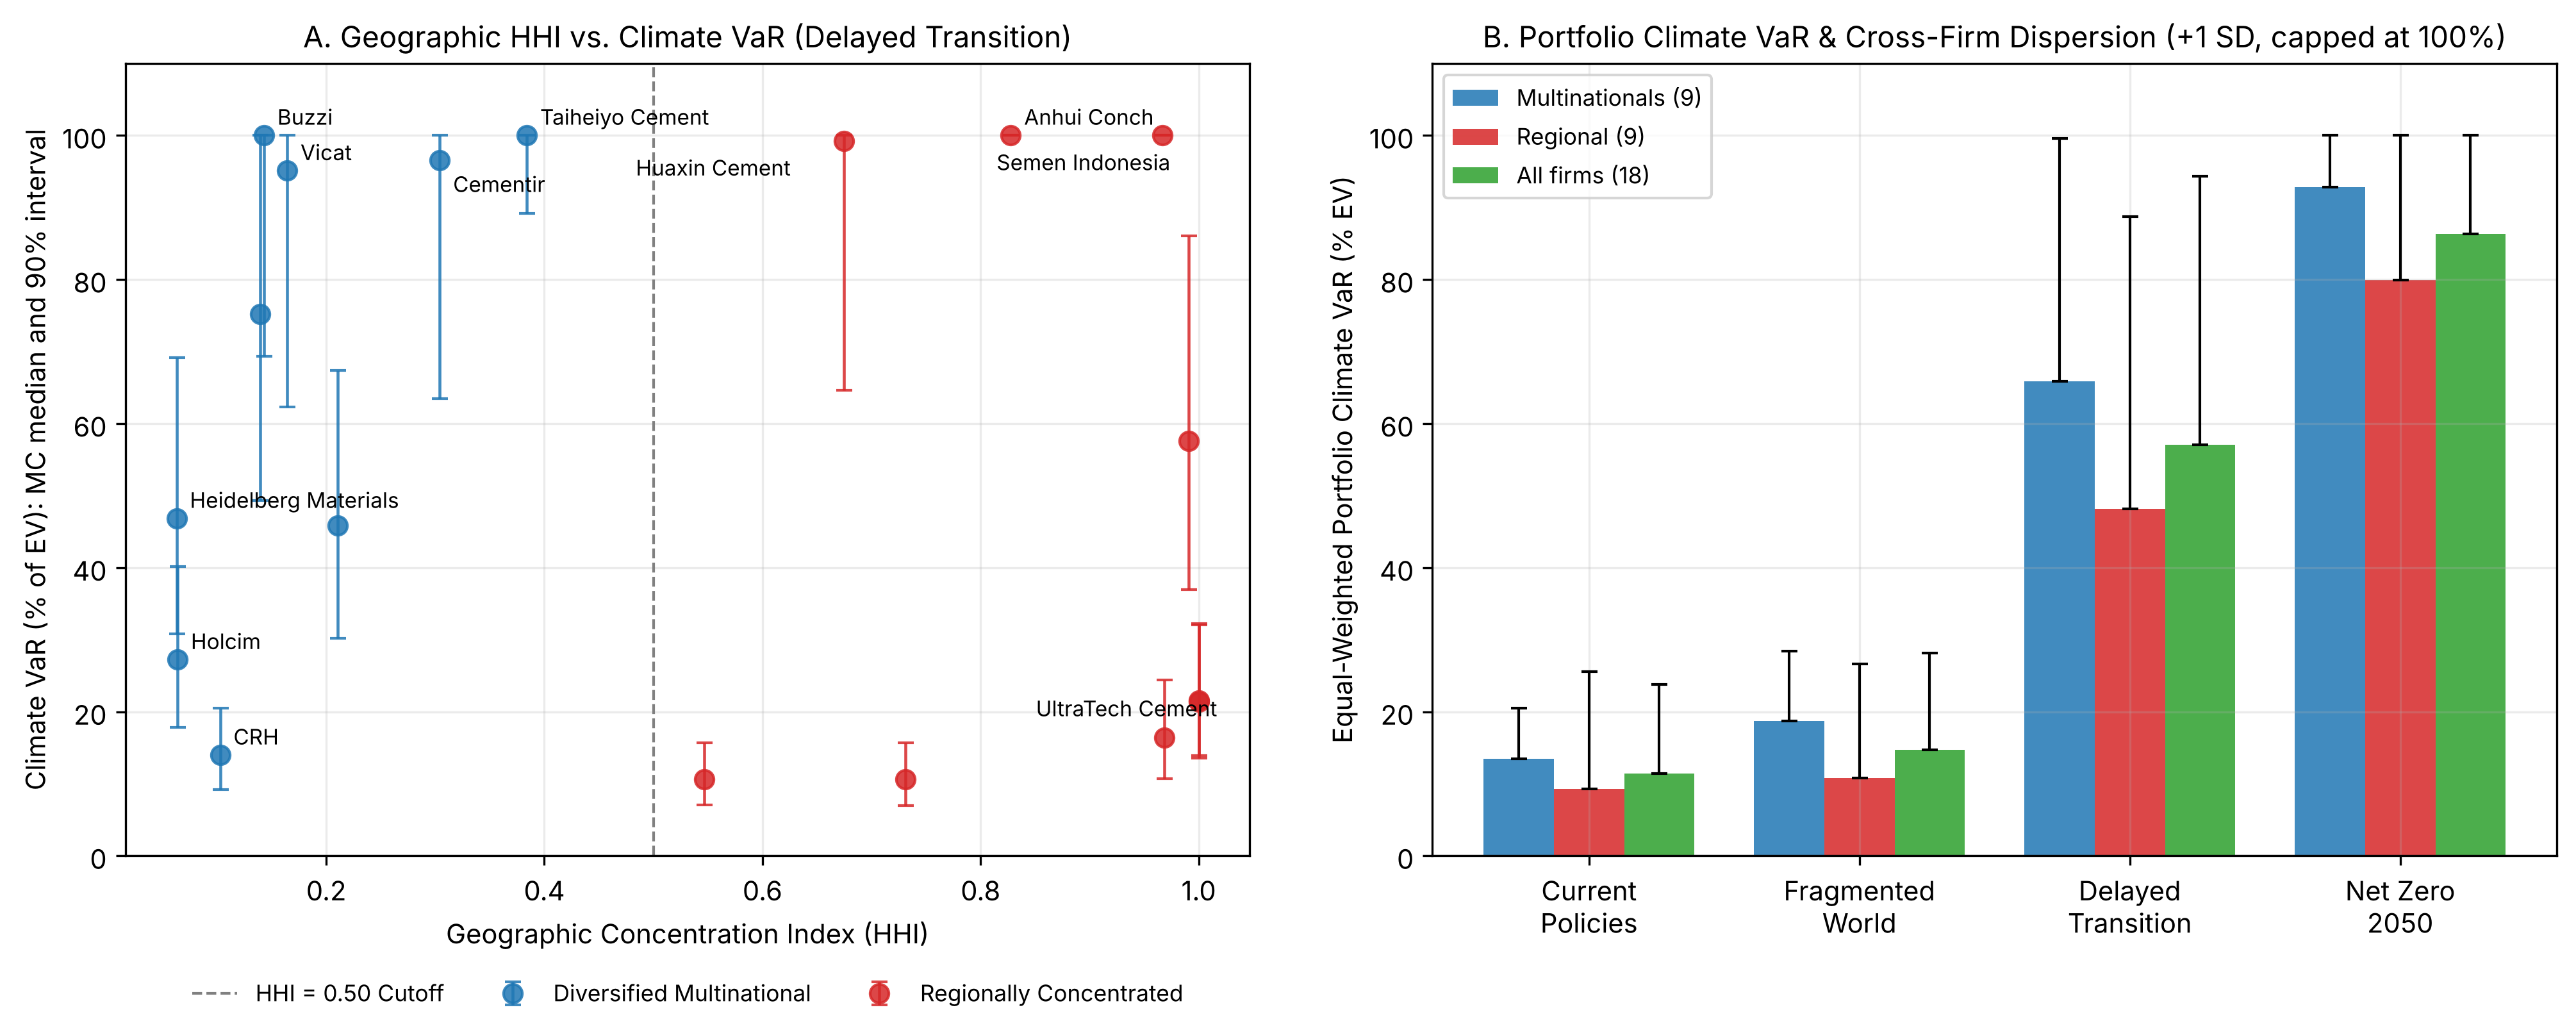 A. Geographic HHI vs. Climate VaR (Delayed Transition)
Climate VaR (% of EV): MC median and 90% interval
100
80
60
40
20
0
Buzzi
Vicat
Taiheiyo Cement
Cementir
Huaxin Cement
Anhui Conch
Semen Indonesia
Heidelberg Materials
Holcim
CRH
UltraTech Cement
0.2
0.4
0.6
0.8
1.0
Geographic Concentration Index (HHI)
HHI = 0.50 Cutoff
Diversified Multinational
Regionally Concentrated
B. Portfolio Climate VaR & Cross-Firm Dispersion (+1 SD, capped at 100%)
Equal-Weighted Portfolio Climate VaR (% EV)
100
80
60
40
20
0
Multinationals (9)
Regional (9)
All firms (18)
Current
Policies
Fragmented
World
Delayed
Transition
Net Zero
2050